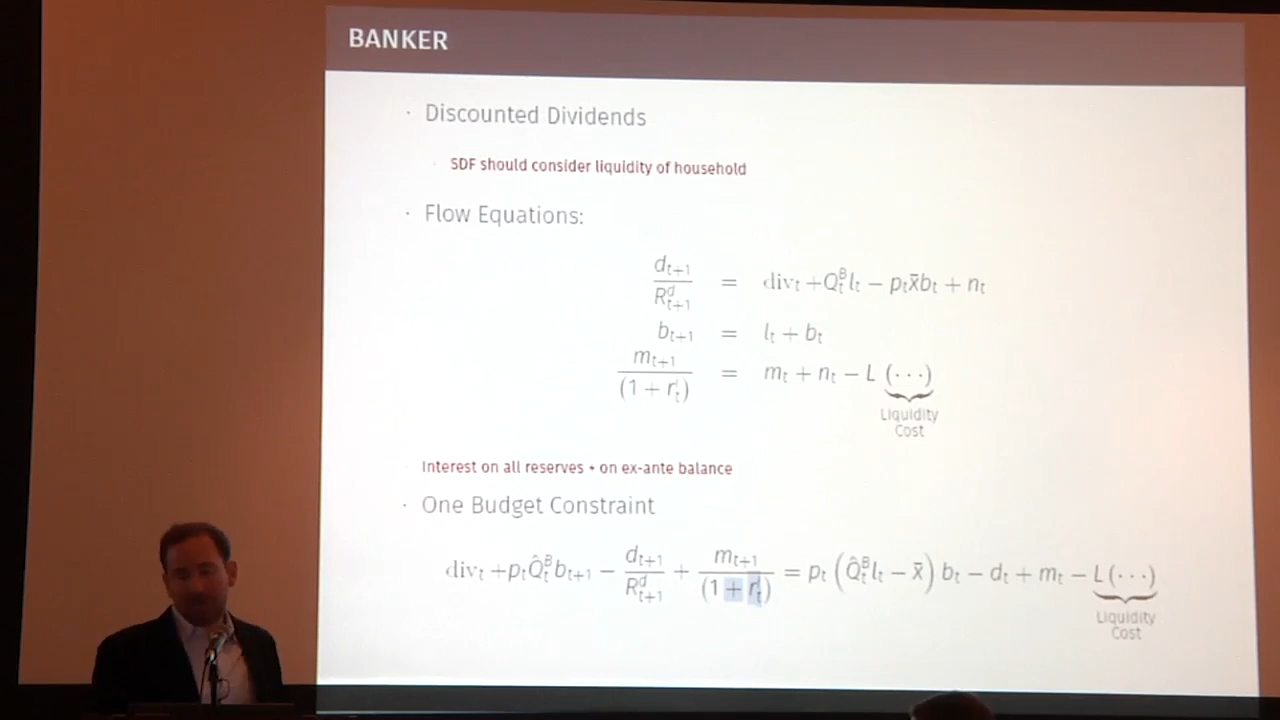 BANKER
· Discounted Dividends
· SDF should consider liquidity of household
· Flow Equations:
d_{t+1} / R^d_{t+1} = div_t + Q^B_t l_t − p_t x̄ b_t + n_t
b_{t+1} = l_t + b_t
m_{t+1} / (1 + r^i_t) = m_t + n_t − L (···)
Liquidity
Cost
· Interest on all reserves + on ex-ante balance
· One Budget Constraint
div_t + p_t Q̂^B_t b_{t+1} − d_{t+1} / R^d_{t+1} + m_{t+1} / (1 + r^i_t) = p_t (Q̂^B_t l_t − x̄) b_t − d_t + m_t − L (···)
Liquidity
Cost